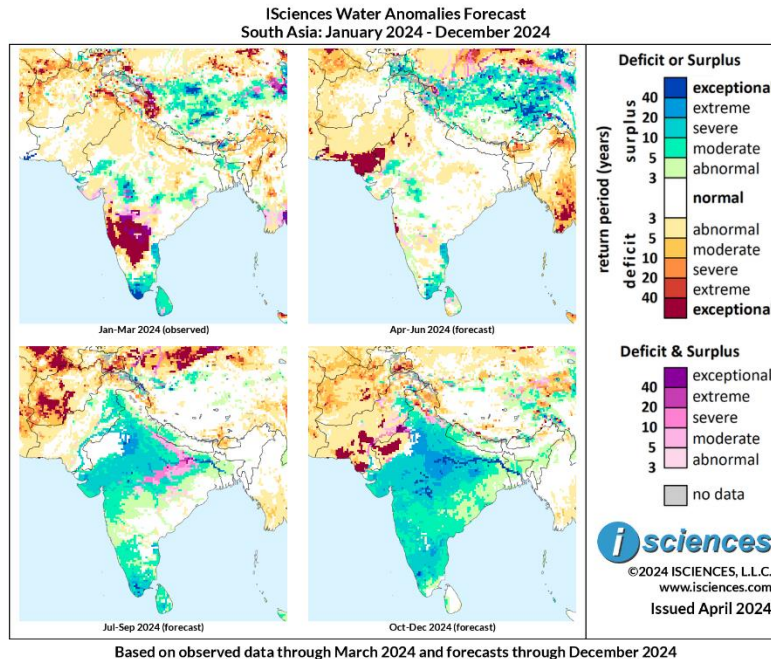 ISciences Water Anomalies Forecast
South Asia: January 2024 - December 2024
Jan-Mar 2024 (observed)
Apr-Jun 2024 (forecast)
Jul-Sep 2024 (forecast)
Oct-Dec 2024 (forecast)
Deficit or Surplus
return period (years)
surplus
deficit
40
20
10
5
3
3
5
10
20
40
exceptional
extreme
severe
moderate
abnormal
normal
abnormal
moderate
severe
extreme
exceptional
Deficit & Surplus
40
20
10
5
3
exceptional
extreme
severe
moderate
abnormal
no data
i sciences
©2024 ISCIENCES, L.L.C.
www.isciences.com
Issued April 2024
Based on observed data through March 2024 and forecasts through December 2024